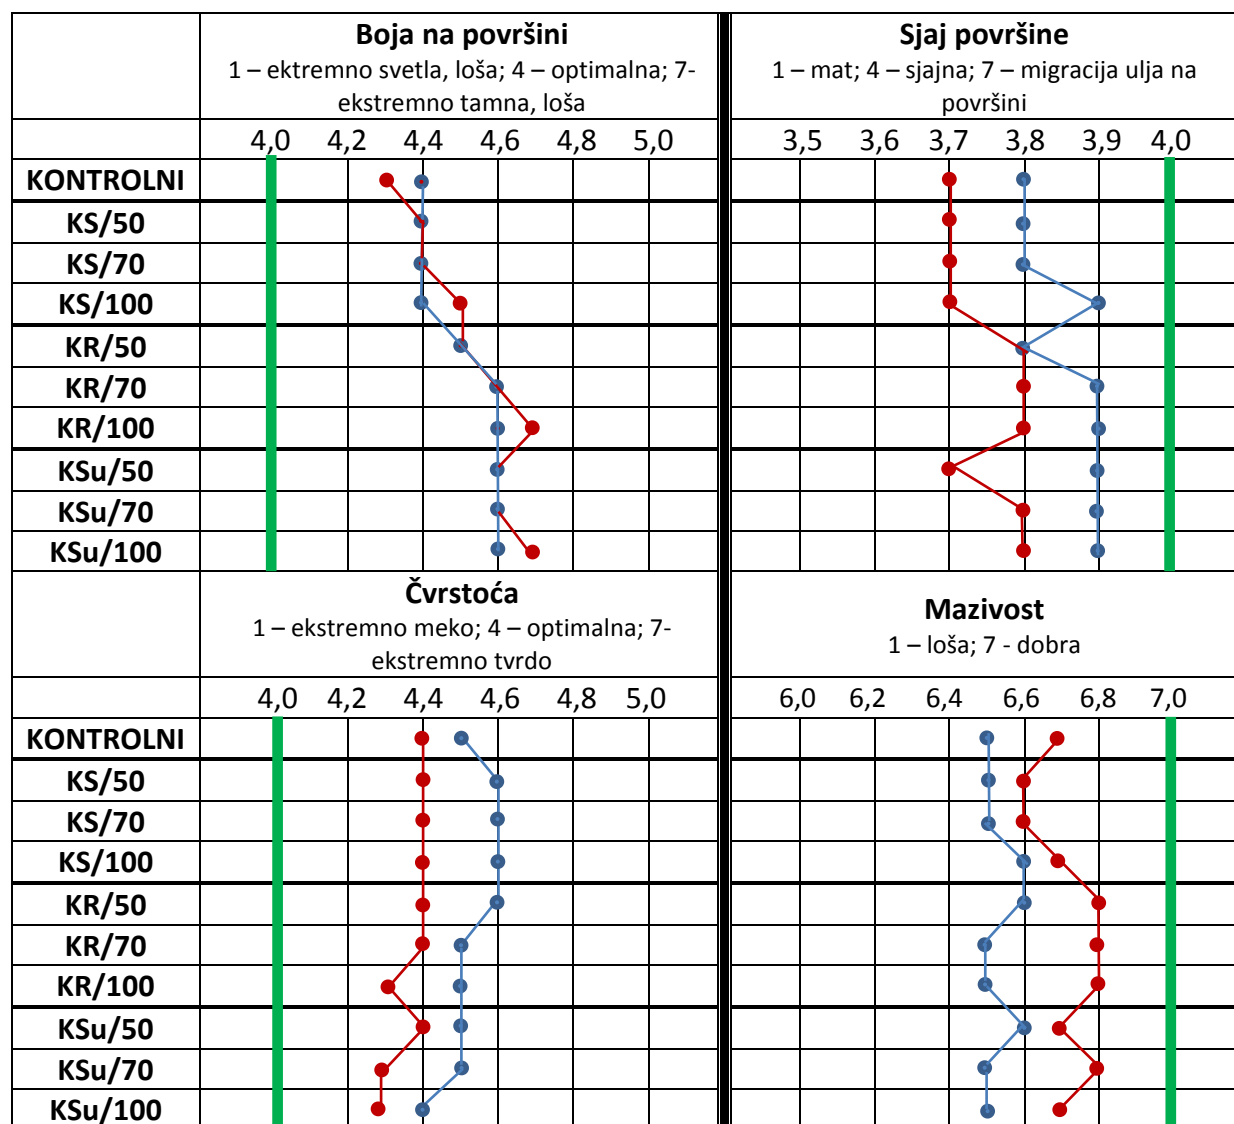 Boja na površini
1 – ektremno svetla, loša; 4 – optimalna; 7-
ekstremno tamna, loša
Sjaj površine
1 – mat; 4 – sjajna; 7 – migracija ulja na
površini
4,0 4,2 4,4 4,6 4,8 5,0 3,5 3,6 3,7 3,8 3,9 4,0
KONTROLNI
KS/50
KS/70
KS/100
KR/50
KR/70
KR/100
KSu/50
KSu/70
KSu/100
Čvrstoća
1 – ekstremno meko; 4 – optimalna; 7-
ekstremno tvrdo
Mazivost
1 – loša; 7 - dobra
4,0 4,2 4,4 4,6 4,8 5,0 6,0 6,2 6,4 6,6 6,8 7,0
KONTROLNI
KS/50
KS/70
KS/100
KR/50
KR/70
KR/100
KSu/50
KSu/70
KSu/100